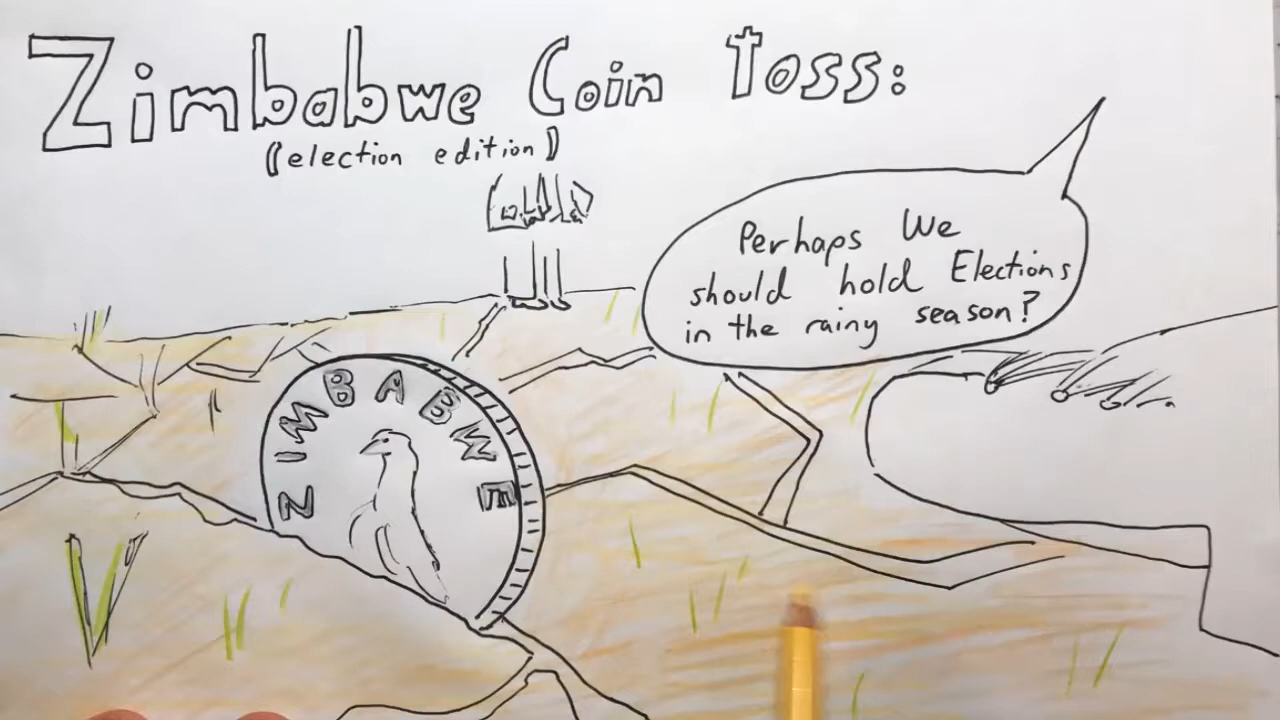 Zimbabwe Coin Toss:
(election edition)
Perhaps We
should hold Elections
in the rainy season?
ZIMBABWE